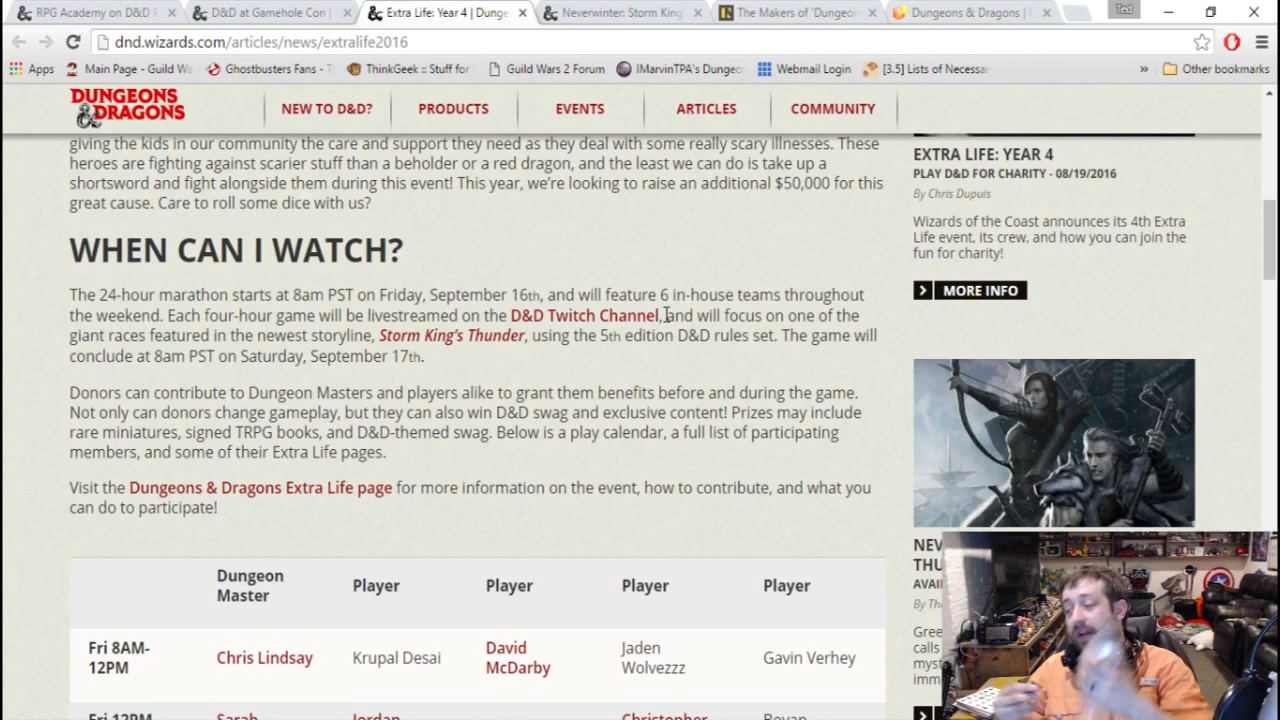 RPG Academy on D&D
D&D at Gamehole Con |
Extra Life: Year 4 | Dunge
Neverwinter: Storm King
The Makers of 'Dungeon
Dungeons & Dragons |
Ted
dnd.wizards.com/articles/news/extralife2016
Apps
Main Page - Guild Wa
Ghostbusters Fans -
ThinkGeek :: Stuff for
Guild Wars 2 Forum
IMarvinTPA's Dungeo
Webmail Login
[3.5] Lists of Necessar
» Other bookmarks
DUNGEONS
& DRAGONS
NEW TO D&D?
PRODUCTS
EVENTS
ARTICLES
COMMUNITY
giving the kids in our community the care and support they need as they deal with some really scary illnesses. These
heroes are fighting against scarier stuff than a beholder or a red dragon, and the least we can do is take up a
shortsword and fight alongside them during this event! This year, we're looking to raise an additional $50,000 for this
great cause. Care to roll some dice with us?
WHEN CAN I WATCH?
The 24-hour marathon starts at 8am PST on Friday, September 16th, and will feature 6 in-house teams throughout
the weekend. Each four-hour game will be livestreamed on the D&D Twitch Channel, and will focus on one of the
giant races featured in the newest storyline, Storm King's Thunder, using the 5th edition D&D rules set. The game will
conclude at 8am PST on Saturday, September 17th.
Donors can contribute to Dungeon Masters and players alike to grant them benefits before and during the game.
Not only can donors change gameplay, but they can also win D&D swag and exclusive content! Prizes may include
rare miniatures, signed TRPG books, and D&D-themed swag. Below is a play calendar, a full list of participating
members, and some of their Extra Life pages.
Visit the Dungeons & Dragons Extra Life page for more information on the event, how to contribute, and what you
can do to participate!
Dungeon
Master
Player
Player
Player
Player
Fri 8AM-
12PM
Chris Lindsay
Krupal Desai
David
McDarby
Jaden
Wolvezzz
Gavin Verhey
Fri 12PM
Sarah
Jordan
Christopher
Bevan
EXTRA LIFE: YEAR 4
PLAY D&D FOR CHARITY - 08/19/2016
By Chris Dupuis
Wizards of the Coast announces its 4th Extra
Life event, its crew, and how you can join the
fun for charity!
MORE INFO
NEV
THU
AVAI
By Th
Gree
calls
myst
imm